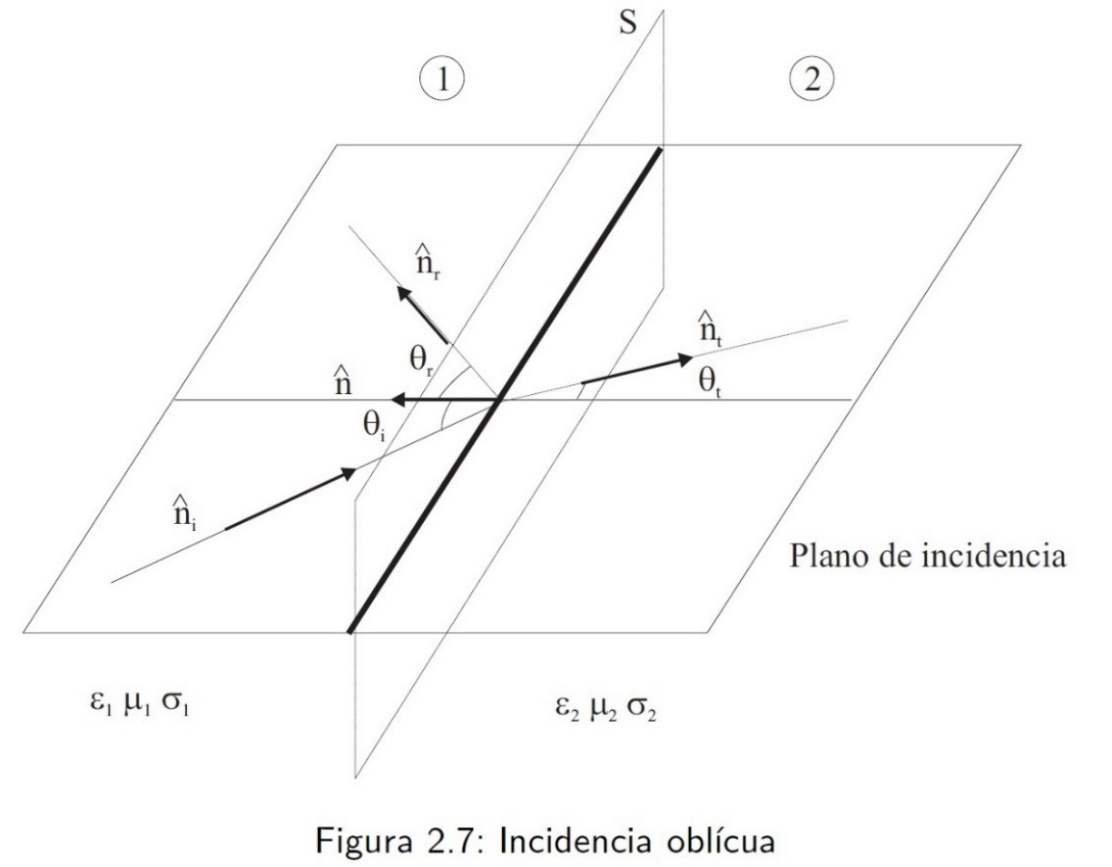 S
1 2
n̂ᵣ
n̂ₜ
θᵣ
n̂
θₜ
θᵢ
n̂ᵢ
Plano de incidencia
ε₁ μ₁ σ₁
ε₂ μ₂ σ₂
Figura 2.7: Incidencia oblícua